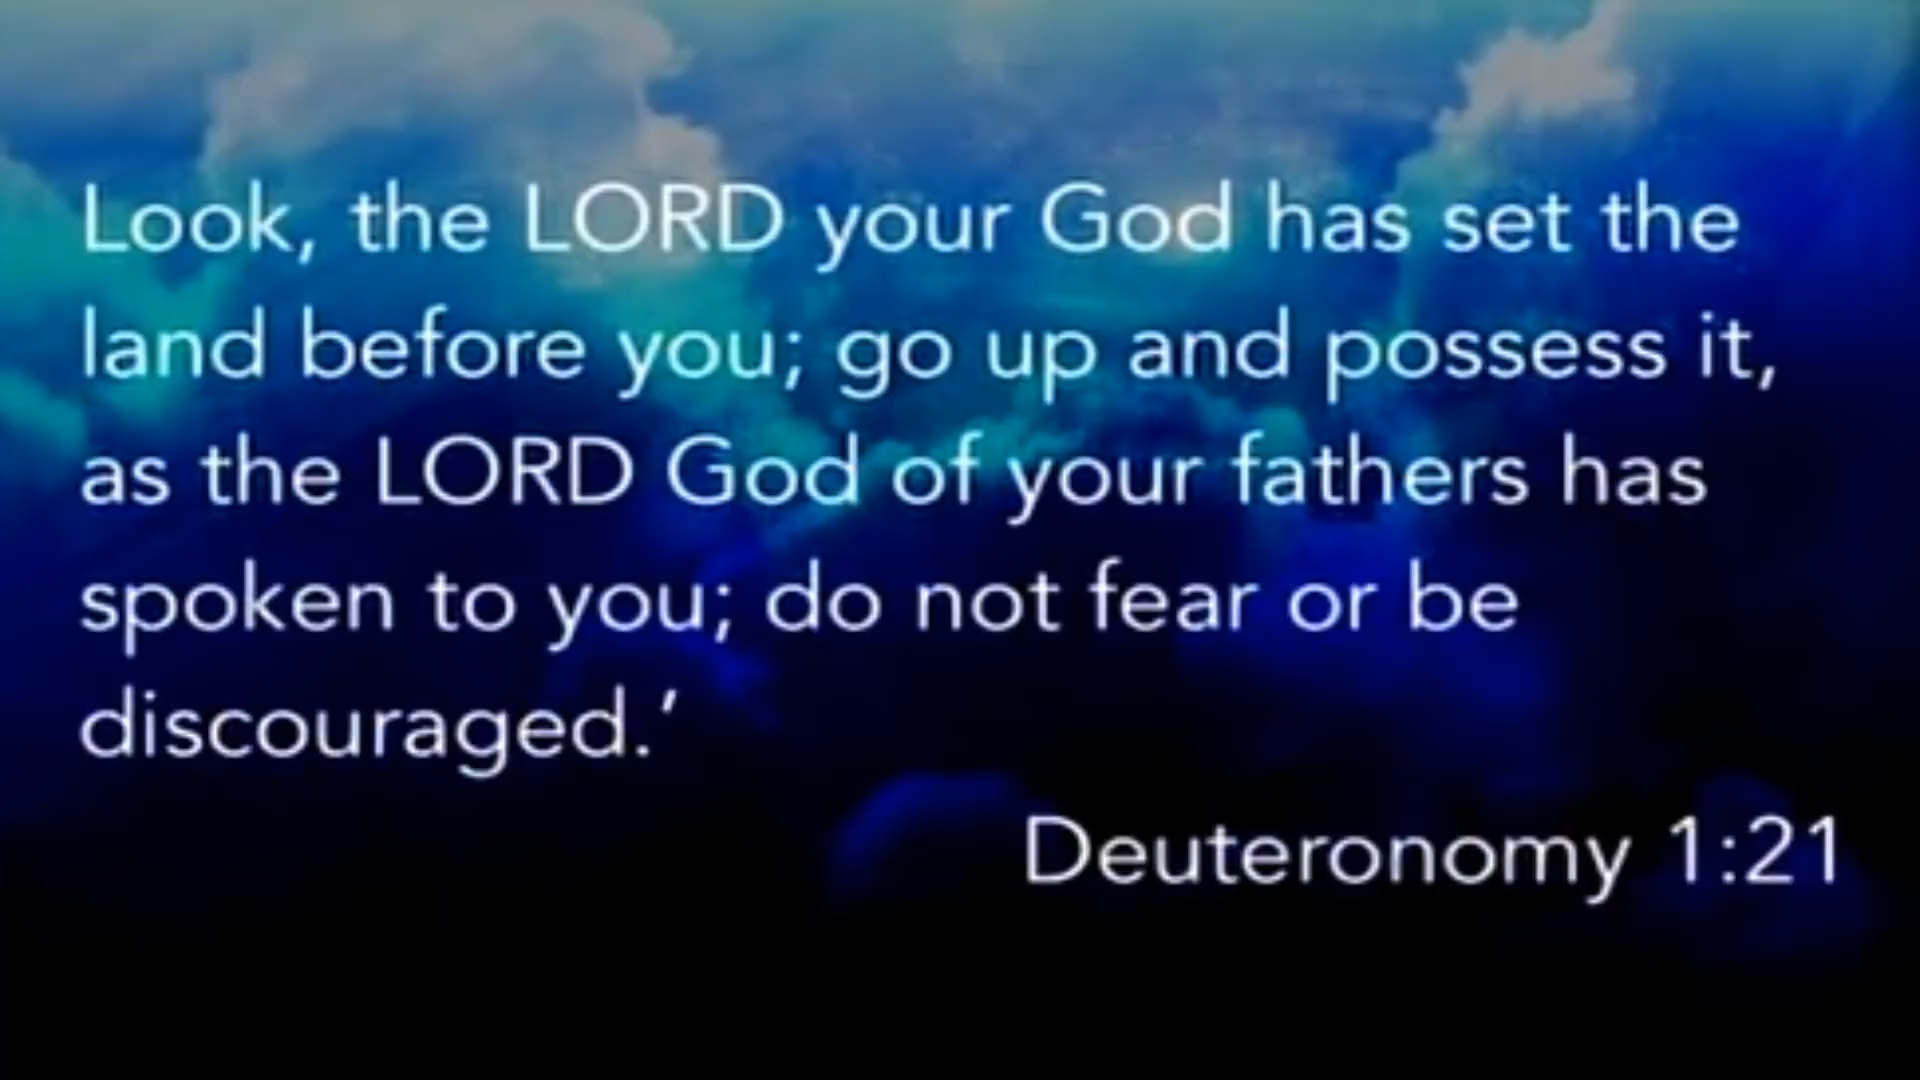 Look, the LORD your God has set the
land before you; go up and possess it,
as the LORD God of your fathers has
spoken to you; do not fear or be
discouraged.’
Deuteronomy 1:21